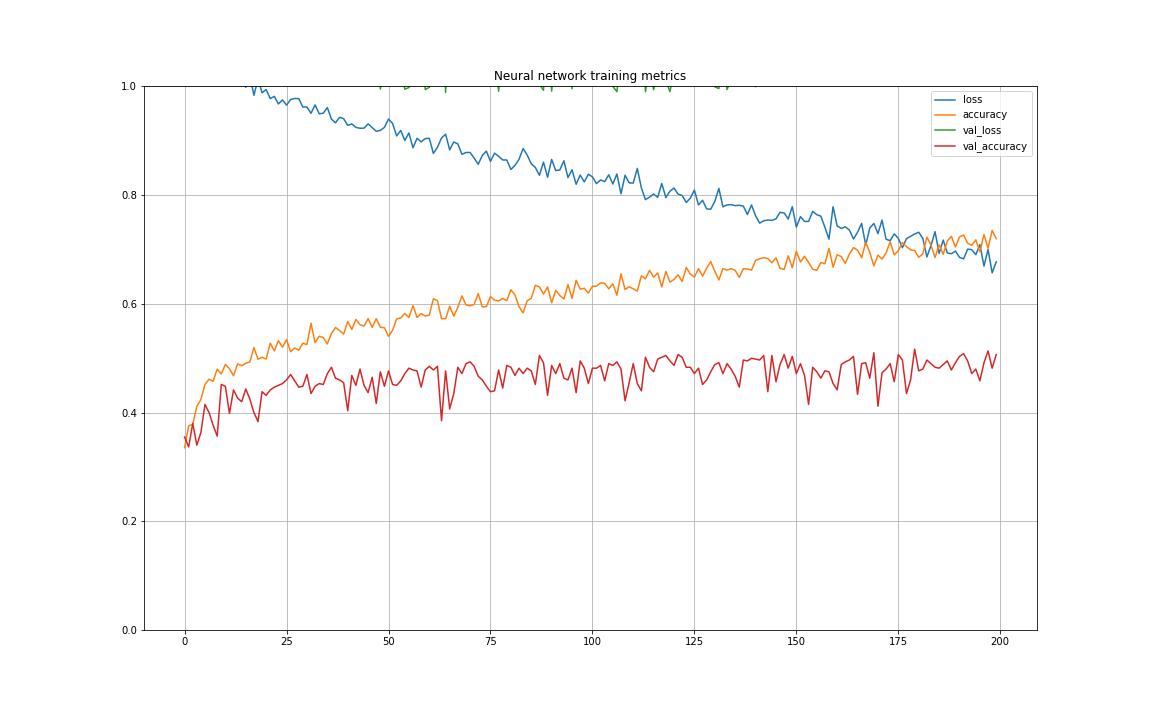 Neural network training metrics
1.0
0.8
0.6
0.4
0.2
0.0
loss
accuracy
val_loss
val_accuracy
0 25 50 75 100 125 150 175 200